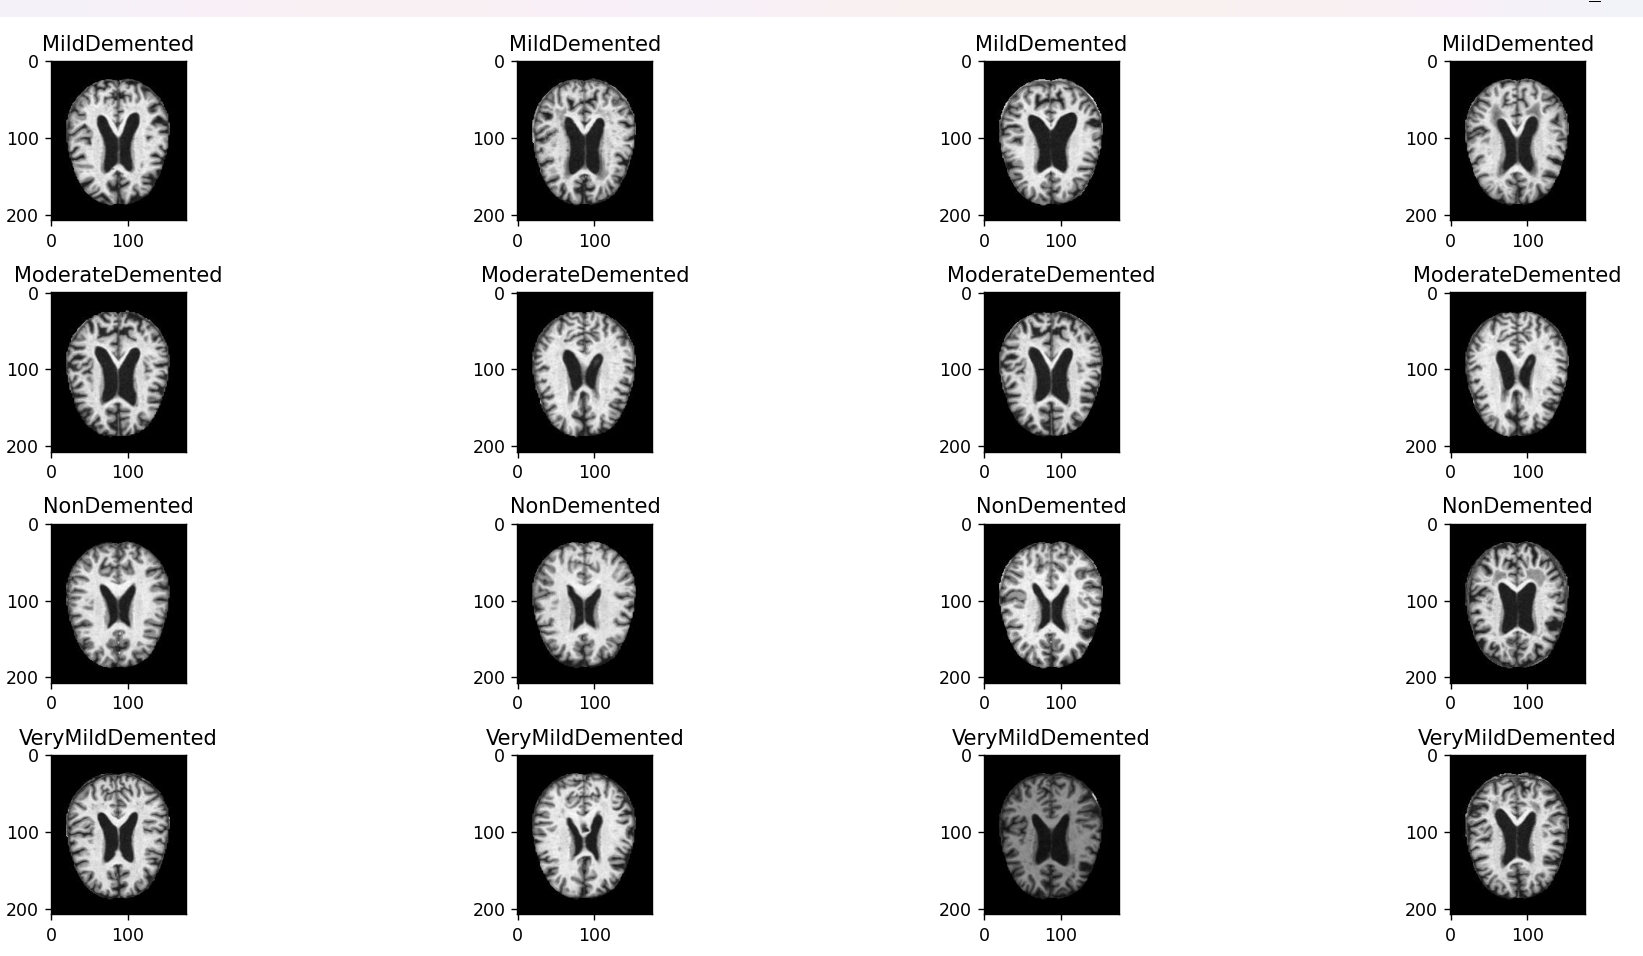 MildDemented MildDemented MildDemented MildDemented
0 0 0 0
100 100 100 100
200 200 200 200
0 100 0 100 0 100 0 100
ModerateDemented ModerateDemented ModerateDemented ModerateDemented
0 0 0 0
100 100 100 100
200 200 200 200
0 100 0 100 0 100 0 100
NonDemented NonDemented NonDemented NonDemented
0 0 0 0
100 100 100 100
200 200 200 200
0 100 0 100 0 100 0 100
VeryMildDemented VeryMildDemented VeryMildDemented VeryMildDemented
0 0 0 0
100 100 100 100
200 200 200 200
0 100 0 100 0 100 0 100